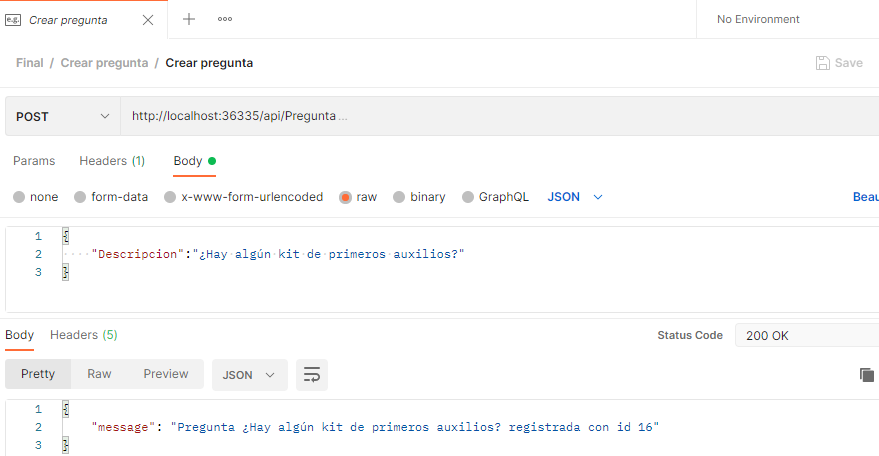 e.g. Crear pregunta
No Environment
Final / Crear pregunta / Crear pregunta
Save
POST
http://localhost:36335/api/Pregunta...
Params Headers (1) Body
none form-data x-www-form-urlencoded raw binary GraphQL JSON Beau
1 {
2 "Descripcion":"¿Hay algún kit de primeros auxilios?"
3 }
Body Headers (5) Status Code 200 OK
Pretty Raw Preview JSON
1 {
2 "message": "Pregunta ¿Hay algún kit de primeros auxilios? registrada con id 16"
3 }